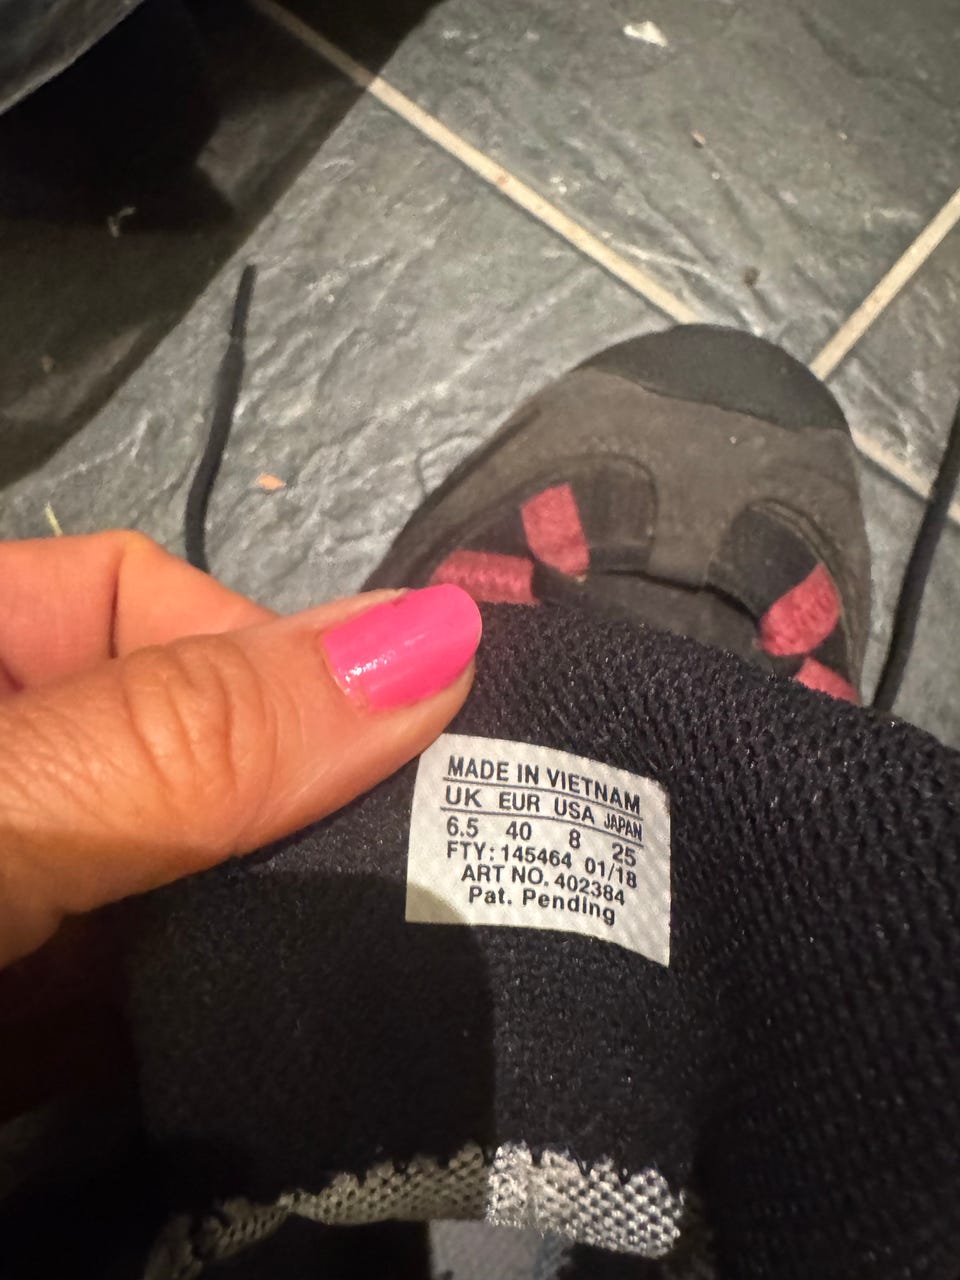 MADE IN VIETNAM
UK EUR USA JAPAN
6.5 40 8 25
FTY: 145464 01/18
ART NO. 402384
Pat. Pending